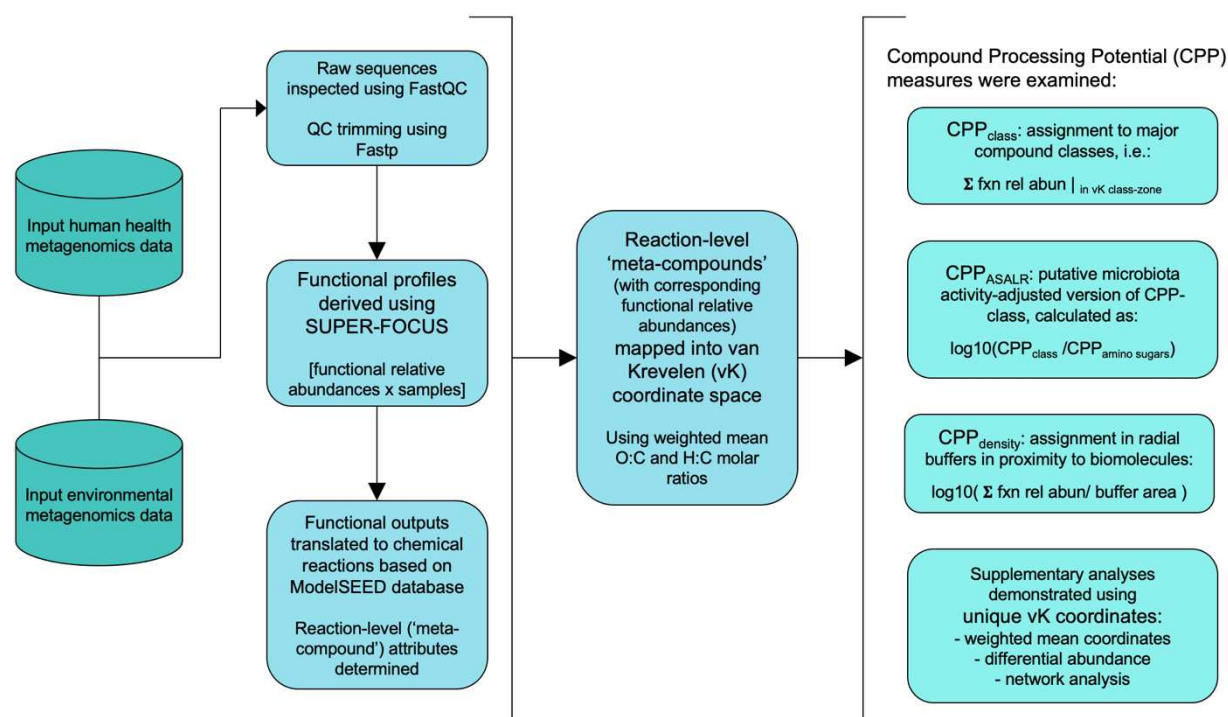 Input human health
metagenomics data
Input environmental
metagenomics data
Raw sequences
inspected using FastQC
QC trimming using
Fastp
Functional profiles
derived using
SUPER-FOCUS
[functional relative
abundances x samples]
Functional outputs
translated to chemical
reactions based on
ModelSEED database
Reaction-level ('meta-
compound') attributes
determined
Reaction-level
'meta-compounds'
(with corresponding
functional relative
abundances)
mapped into van
Krevelen (vK)
coordinate space
Using weighted mean
O:C and H:C molar
ratios
Compound Processing Potential (CPP)
measures were examined:
CPPclass: assignment to major
compound classes, i.e.:
Σ fxn rel abun | in vK class-zone
CPPASALR: putative microbiota
activity-adjusted version of CPP-
class, calculated as:
log10(CPPclass /CPPamino sugars)
CPPdensity: assignment in radial
buffers in proximity to biomolecules:
log10( Σ fxn rel abun/ buffer area )
Supplementary analyses
demonstrated using
unique vK coordinates:
- weighted mean coordinates
- differential abundance
- network analysis